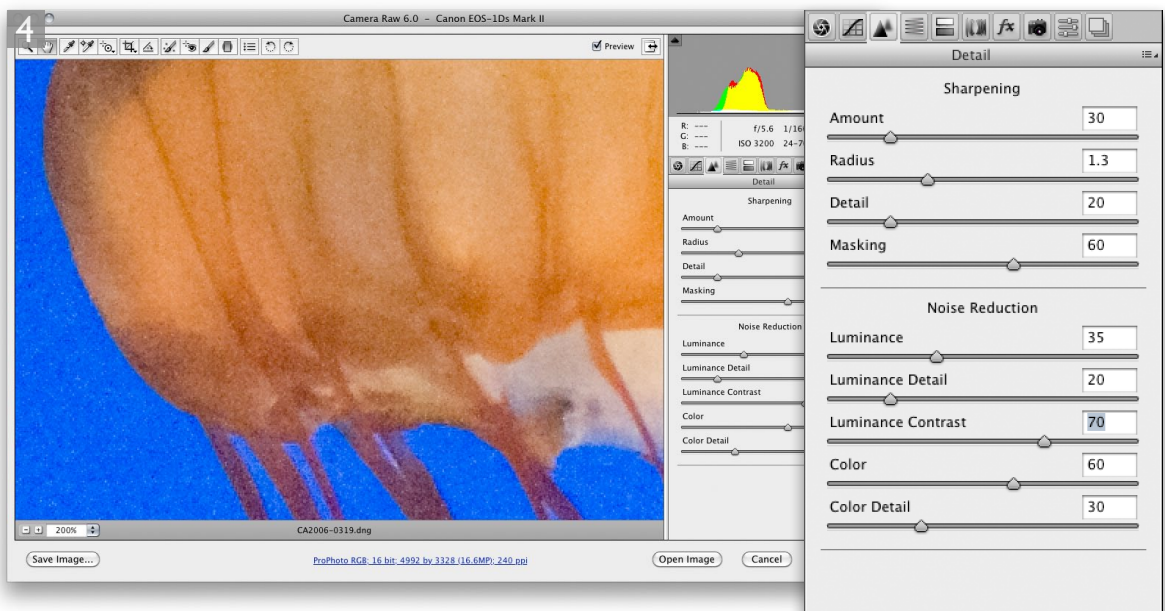 4
Camera Raw 6.0 – Canon EOS-1Ds Mark II
Preview
R: ---
G: ---
B: ---
f/5.6
ISO 3200
Detail
Sharpening
Amount
Radius
Detail
Masking
Noise Reduction
Luminance
Luminance Detail
Luminance Contrast
Color
Color Detail
200%
CA2006-0319.dng
Save Image...
ProPhoto RGB; 16 bit; 4992 by 3328 (16.6MP); 240 ppi
Open Image
Cancel
fx
Detail
Sharpening
Amount 30
Radius 1.3
Detail 20
Masking 60
Noise Reduction
Luminance 35
Luminance Detail 20
Luminance Contrast 70
Color 60
Color Detail 30